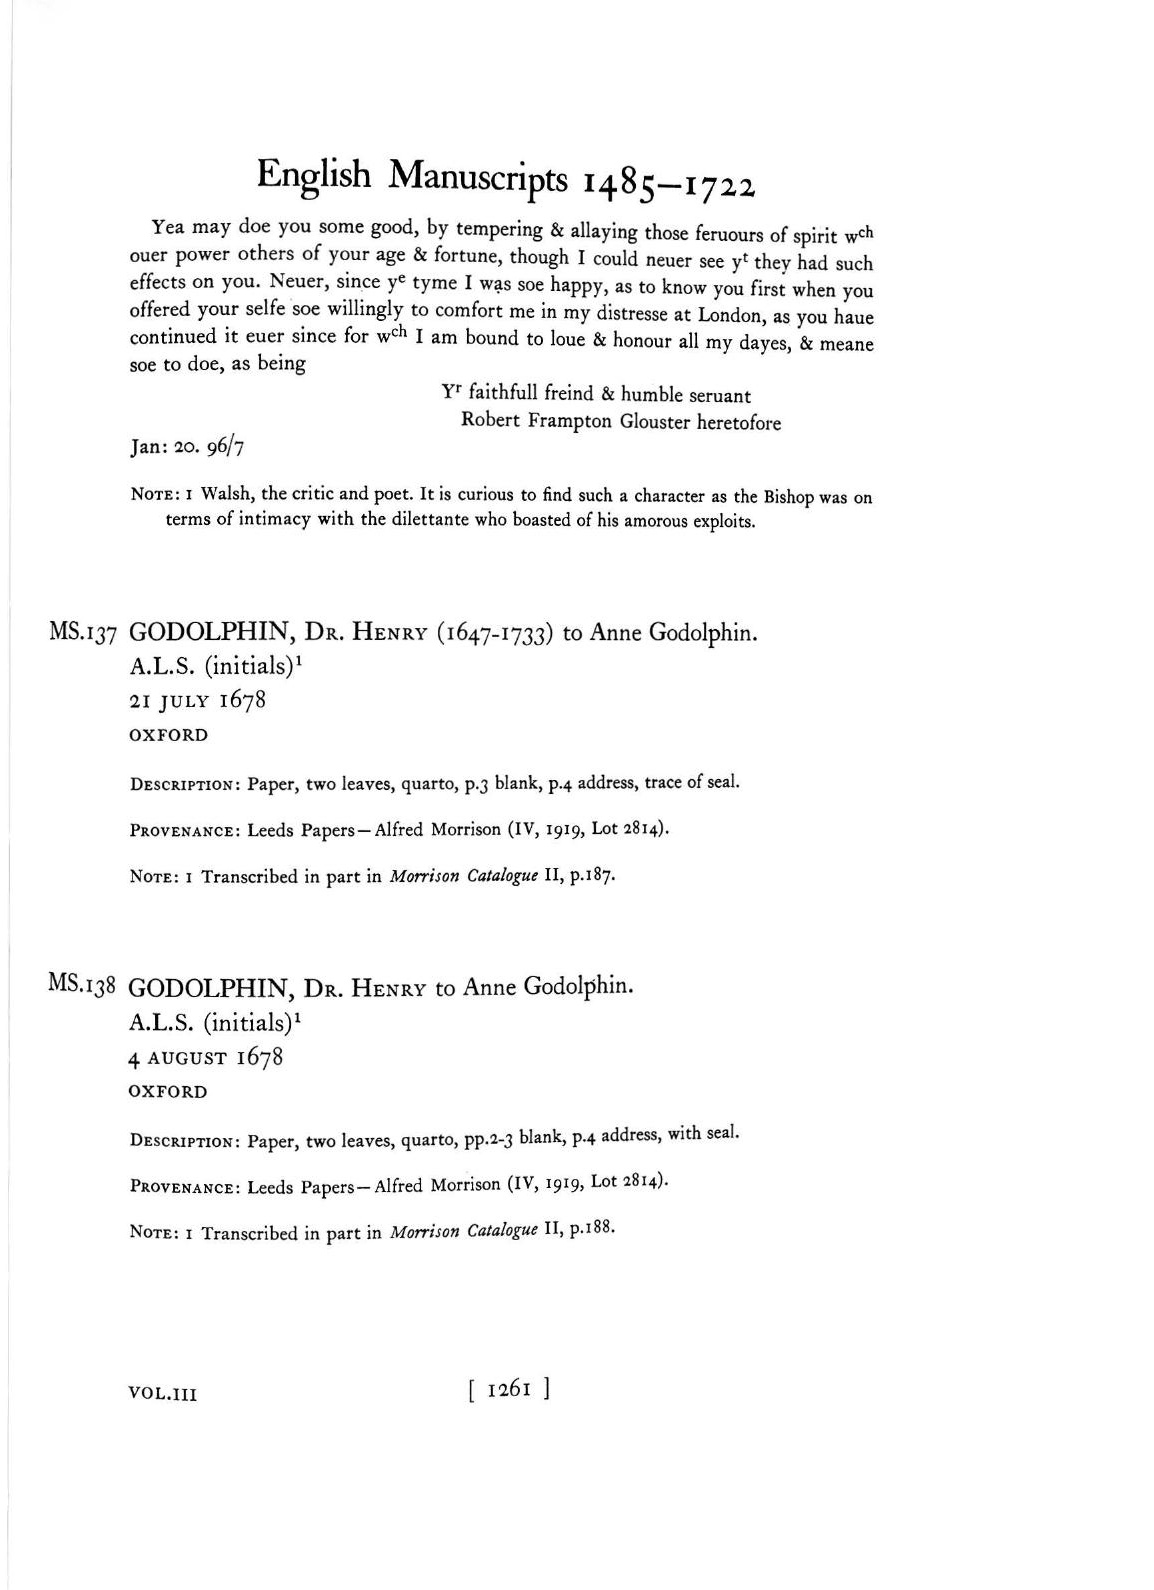 English Manuscripts 1485–1722
Yea may doe you some good, by tempering & allaying those feruours of spirit wch
ouer power others of your age & fortune, though I could neuer see yt they had such
effects on you. Neuer, since ye tyme I was soe happy, as to know you first when you
offered your selfe soe willingly to comfort me in my distresse at London, as you haue
continued it euer since for wch I am bound to loue & honour all my dayes, & meane
soe to doe, as being
Yr faithfull freind & humble seruant
Robert Frampton Glouster heretofore
Jan: 20. 96/7
NOTE: 1 Walsh, the critic and poet. It is curious to find such a character as the Bishop was on
terms of intimacy with the dilettante who boasted of his amorous exploits.
MS.137 GODOLPHIN, DR. HENRY (1647-1733) to Anne Godolphin.
A.L.S. (initials)¹
21 JULY 1678
OXFORD
DESCRIPTION: Paper, two leaves, quarto, p.3 blank, p.4 address, trace of seal.
PROVENANCE: Leeds Papers—Alfred Morrison (IV, 1919, Lot 2814).
NOTE: 1 Transcribed in part in Morrison Catalogue II, p.187.
MS.138 GODOLPHIN, DR. HENRY to Anne Godolphin.
A.L.S. (initials)¹
4 AUGUST 1678
OXFORD
DESCRIPTION: Paper, two leaves, quarto, pp.2-3 blank, p.4 address, with seal.
PROVENANCE: Leeds Papers—Alfred Morrison (IV, 1919, Lot 2814).
NOTE: 1 Transcribed in part in Morrison Catalogue II, p.188.
VOL.III [ 1261 ]